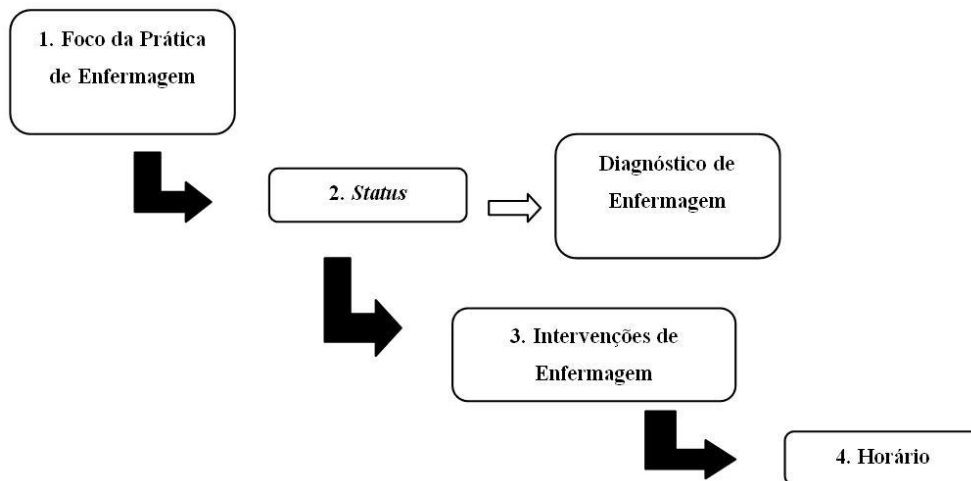 1. Foco da Prática
de Enfermagem
2. Status
Diagnóstico de
Enfermagem
3. Intervenções de
Enfermagem
4. Horário